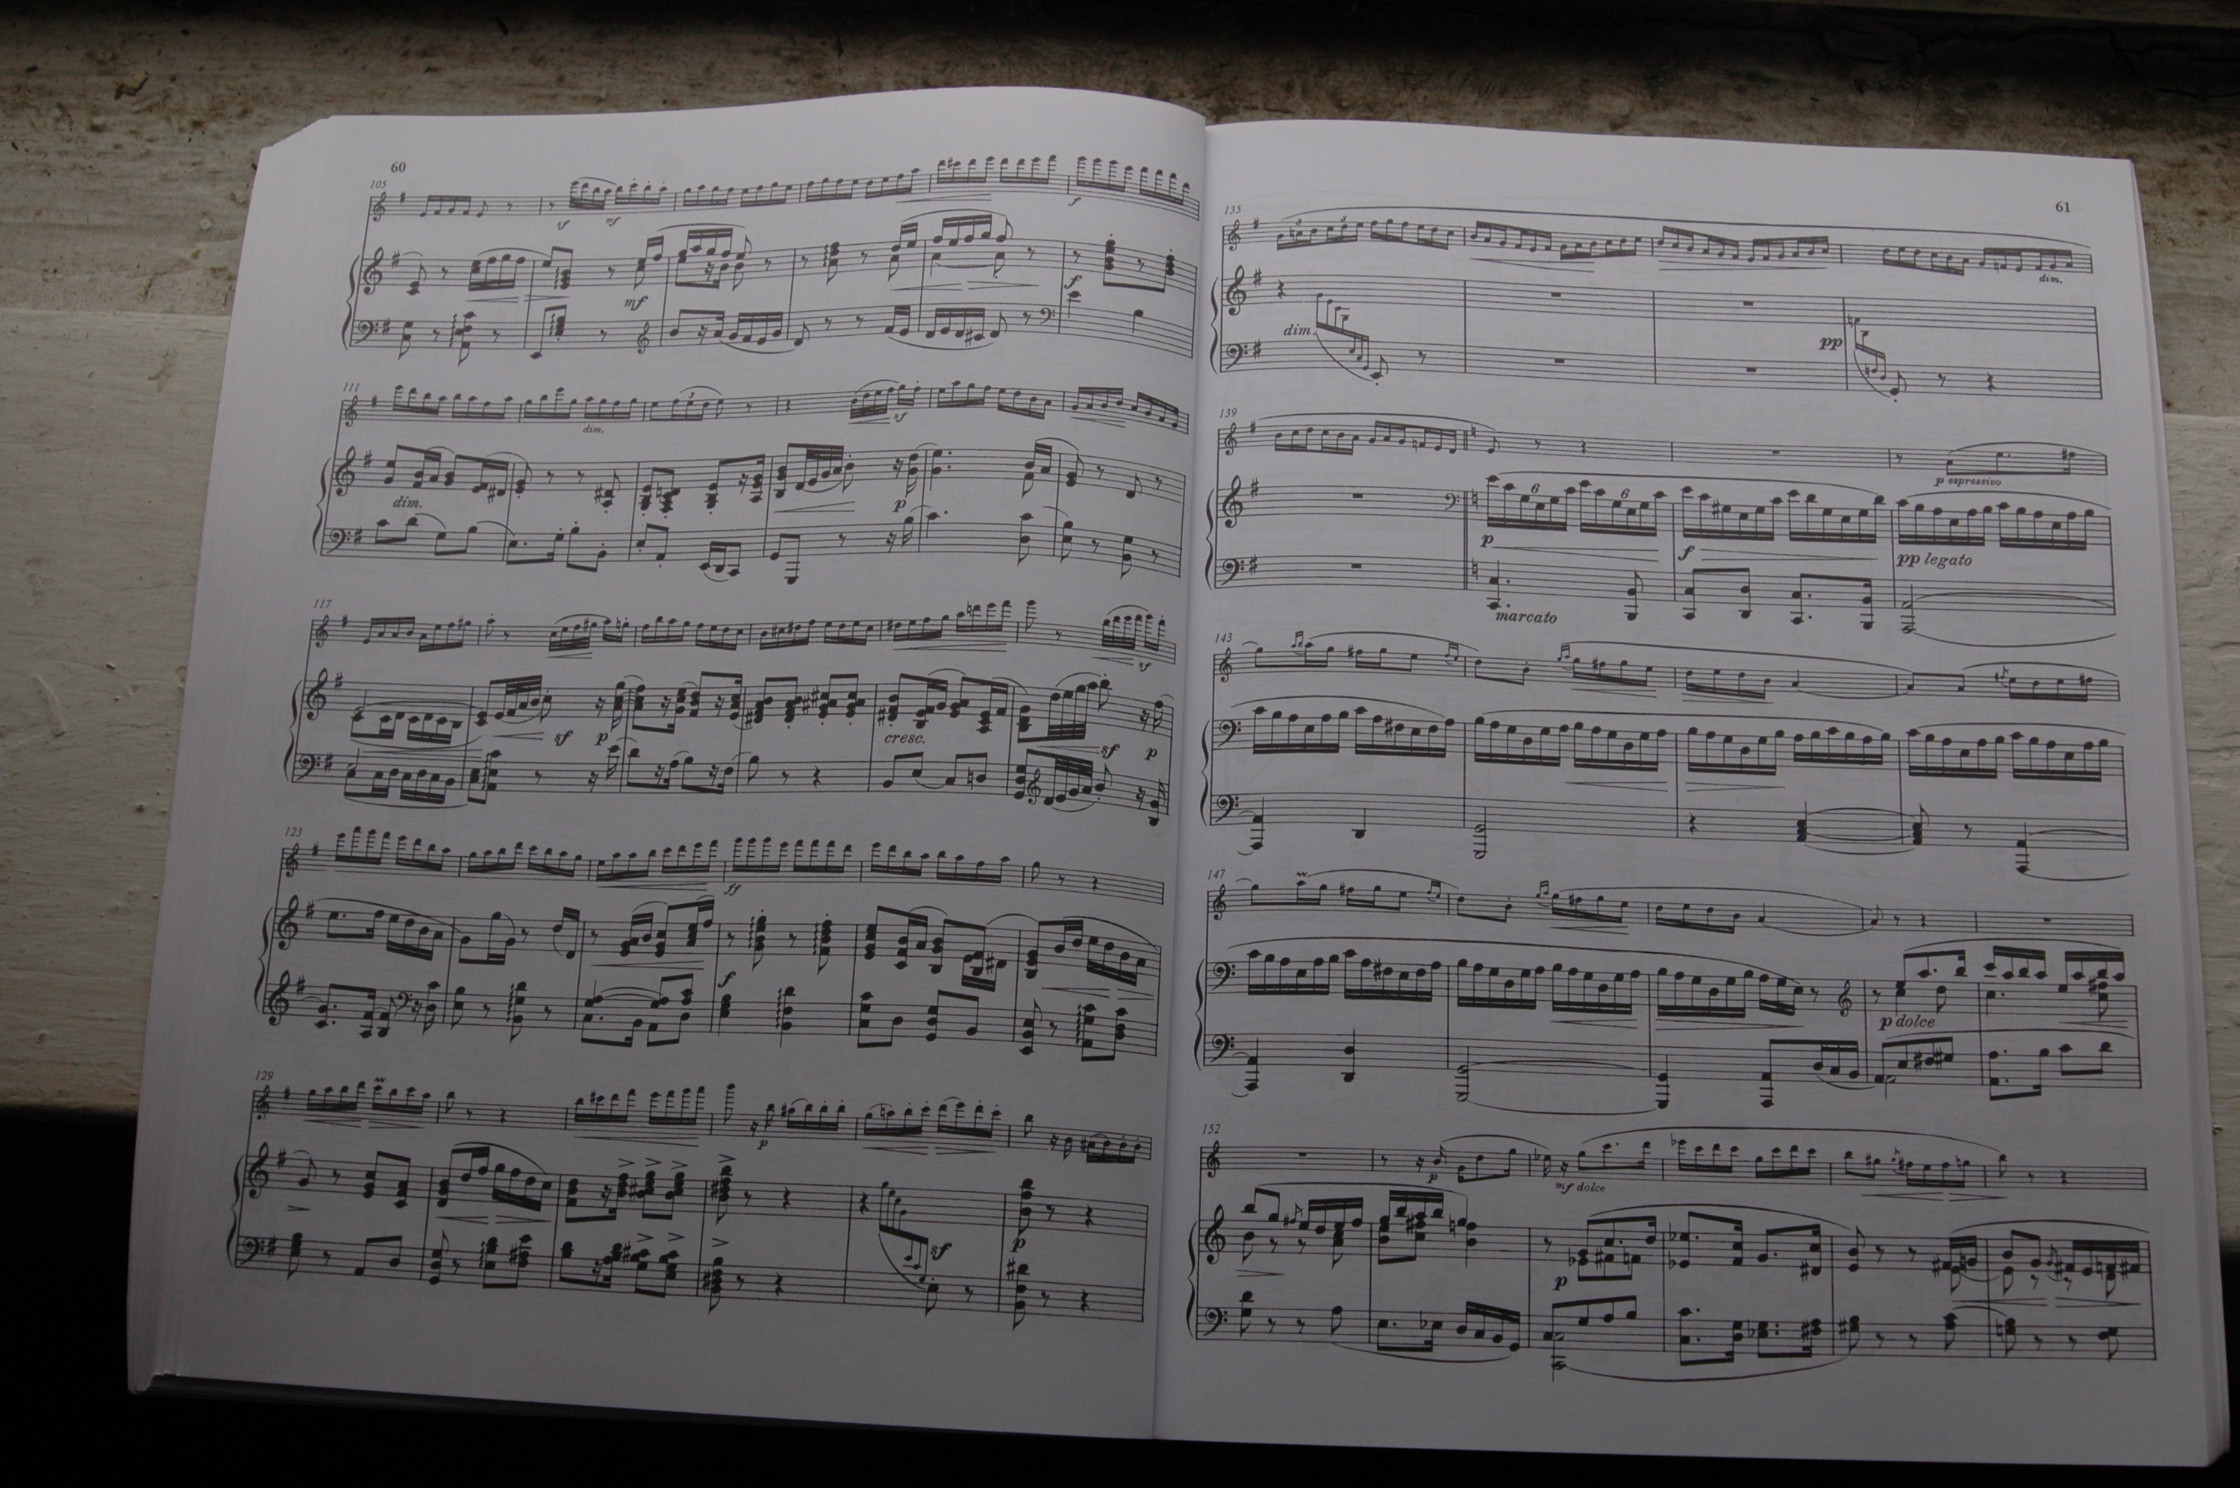 60
105
sf mf f
mf f
111
dim. sf
dim. p
117
sf
sf p cresc. sf p
123
ff
f
129
p
sf p
61
135
dim.
dim. pp
139
p espressivo
6 6
p f pp legato
marcato
143
147
p dolce
152
p mf dolce
p